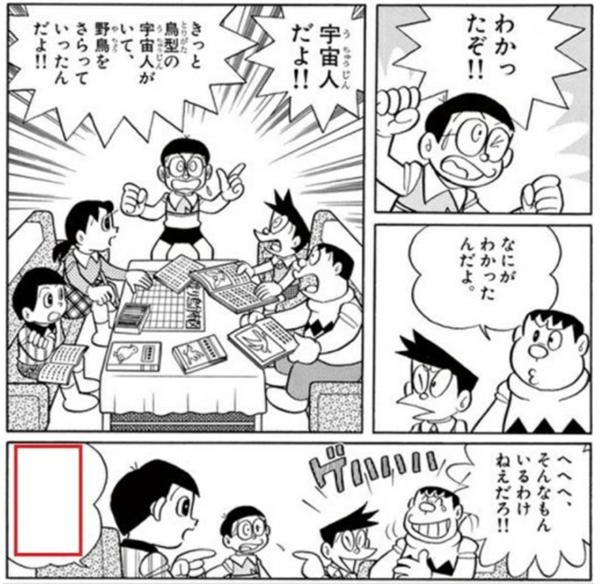 わかっ
たぞ!!
なにが
わかった
んだよ。
宇宙人
だよ!!
きっと
鳥型の
宇宙人が
いて、
野鳥を
さらって
いったん
だよ!!
へへへ、
そんなもん
いるわけ
ねえだろ!!
ゲハハハハ